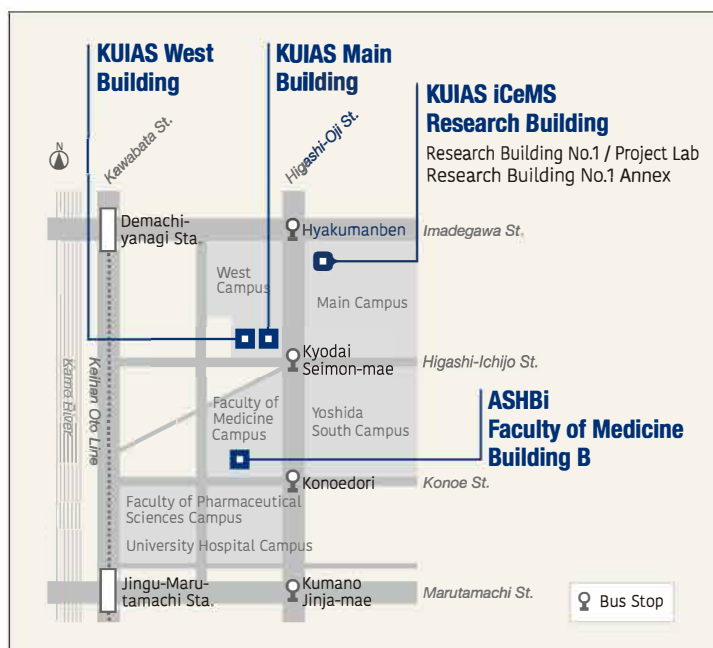 KUIAS West
Building
KUIAS Main
Building
KUIAS iCeMS
Research Building
Research Building No.1 / Project Lab
Research Building No.1 Annex
N
Kawabata St.
Higashi-Oji St.
Demachi-
yanagi Sta.
Hyakumanben
Imadegawa St.
West
Campus
Main Campus
Kyodai
Seimon-mae
Higashi-Ichijo St.
Kamo River
Keihan Oto Line
Faculty of
Medicine
Campus
Yoshida
South Campus
ASHBi
Faculty of Medicine
Building B
Konoedori
Konoe St.
Faculty of Pharmaceutical
Sciences Campus
University Hospital Campus
Jingu-Maru-
tamachi Sta.
Kumano
Jinja-mae
Marutamachi St.
Bus Stop